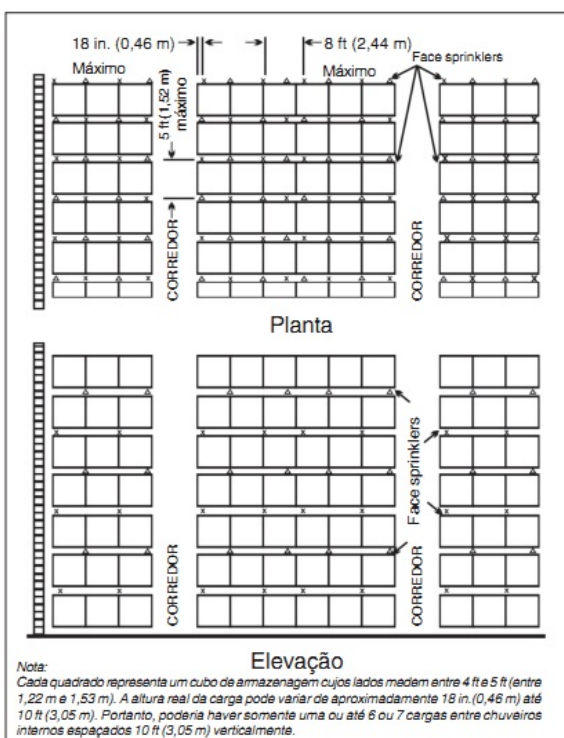 18 in. (0,46 m)
8 ft (2,44 m)
Máximo
Máximo
Face sprinklers
5 ft (1,52 m)
máximo
CORREDOR
CORREDOR
Planta
Face sprinklers
CORREDOR
CORREDOR
Elevação
Nota:
Cada quadrado representa um cubo de armazenagem cujos lados medem entre 4 ft e 5 ft (entre
1,22 m e 1,53 m). A altura real da carga pode variar de aproximadamente 18 in.(0,46 m) até
10 ft (3,05 m). Portanto, poderia haver somente uma ou até 6 ou 7 cargas entre chuveiros
internos espaçados 10 ft (3,05 m) verticalmente.